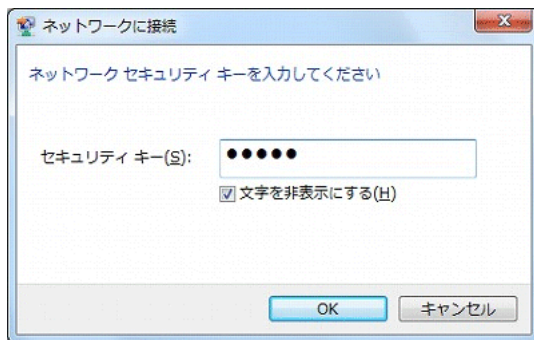 ネットワークに接続
ネットワーク セキュリティ キーを入力してください
セキュリティ キー(S): ●●●●●
文字を非表示にする(H)
OK キャンセル